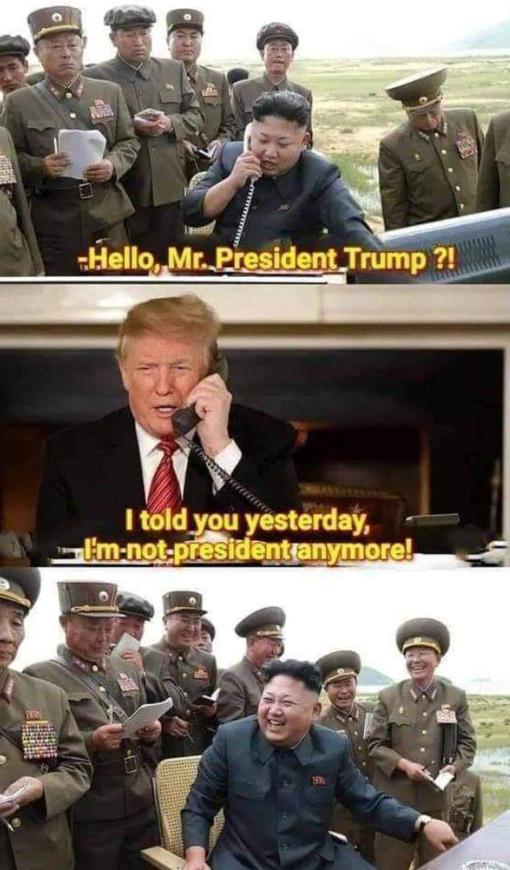 -Hello, Mr. President Trump ?!
I told you yesterday,
I'm not president anymore!